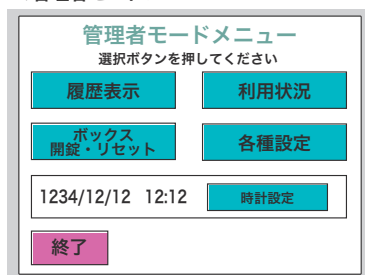 管理者モードメニュー
選択ボタンを押してください
履歴表示 利用状況
ボックス
開錠・リセット 各種設定
1234/12/12 12:12 時計設定
終了